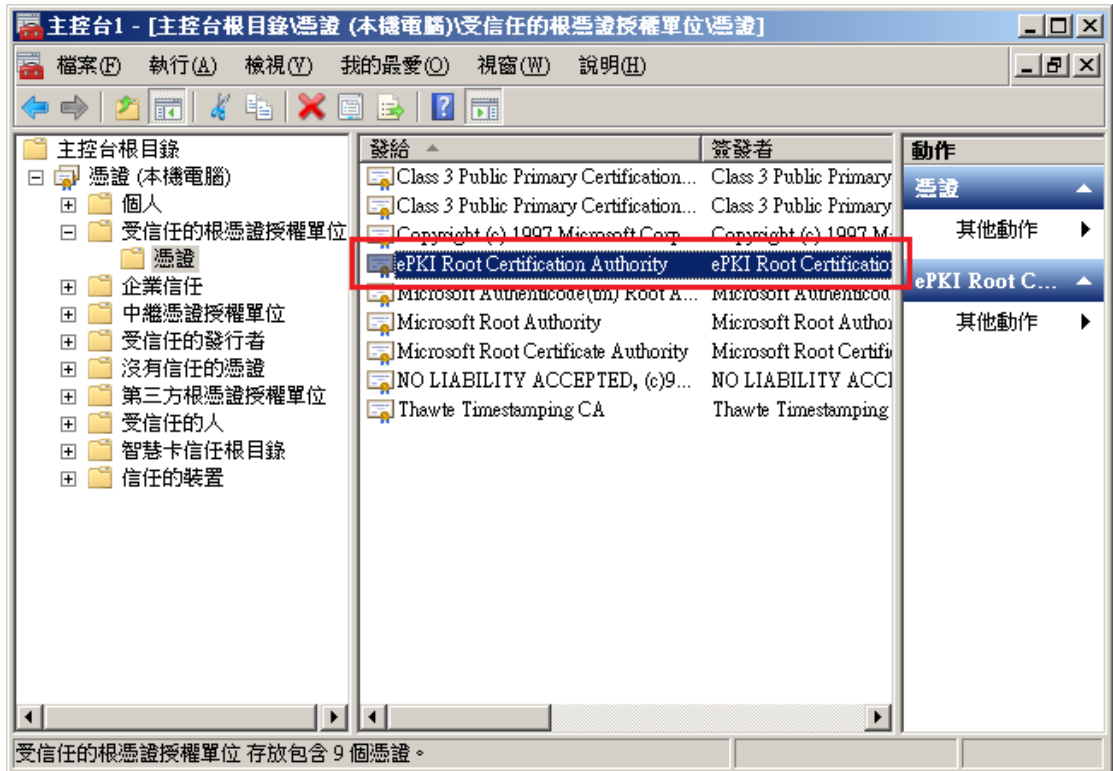 主控台1 - [主控台根目錄\憑證 (本機電腦)\受信任的根憑證授權單位\憑證]
檔案(F) 執行(A) 檢視(V) 我的最愛(O) 視窗(W) 說明(H)
主控台根目錄
憑證 (本機電腦)
個人
受信任的根憑證授權單位
憑證
企業信任
中繼憑證授權單位
受信任的發行者
沒有信任的憑證
第三方根憑證授權單位
受信任的人
智慧卡信任根目錄
信任的裝置
發給 簽發者
Class 3 Public Primary Certification... Class 3 Public Primary
Class 3 Public Primary Certification... Class 3 Public Primary
Copyright (c) 1997 Microsoft Corp... Copyright (c) 1997 M
ePKI Root Certification Authority ePKI Root Certification
Microsoft Authenticode(tm) Root A... Microsoft Authenticod
Microsoft Root Authority Microsoft Root Author
Microsoft Root Certificate Authority Microsoft Root Certifi
NO LIABILITY ACCEPTED, (c)9... NO LIABILITY ACC
Thawte Timestamping CA Thawte Timestamping
動作
憑證
其他動作
ePKI Root C...
其他動作
受信任的根憑證授權單位 存放包含 9 個憑證。